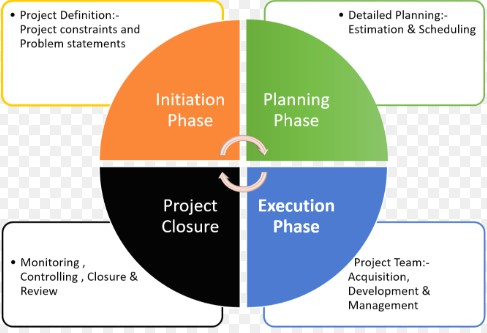 • Project Definition:-
Project constraints and
Problem statements
• Detailed Planning:-
Estimation & Scheduling
Initiation
Phase
Planning
Phase
Project
Closure
Execution
Phase
• Monitoring ,
Controlling , Closure &
Review
Project Team:-
Acquisition,
Development &
Management